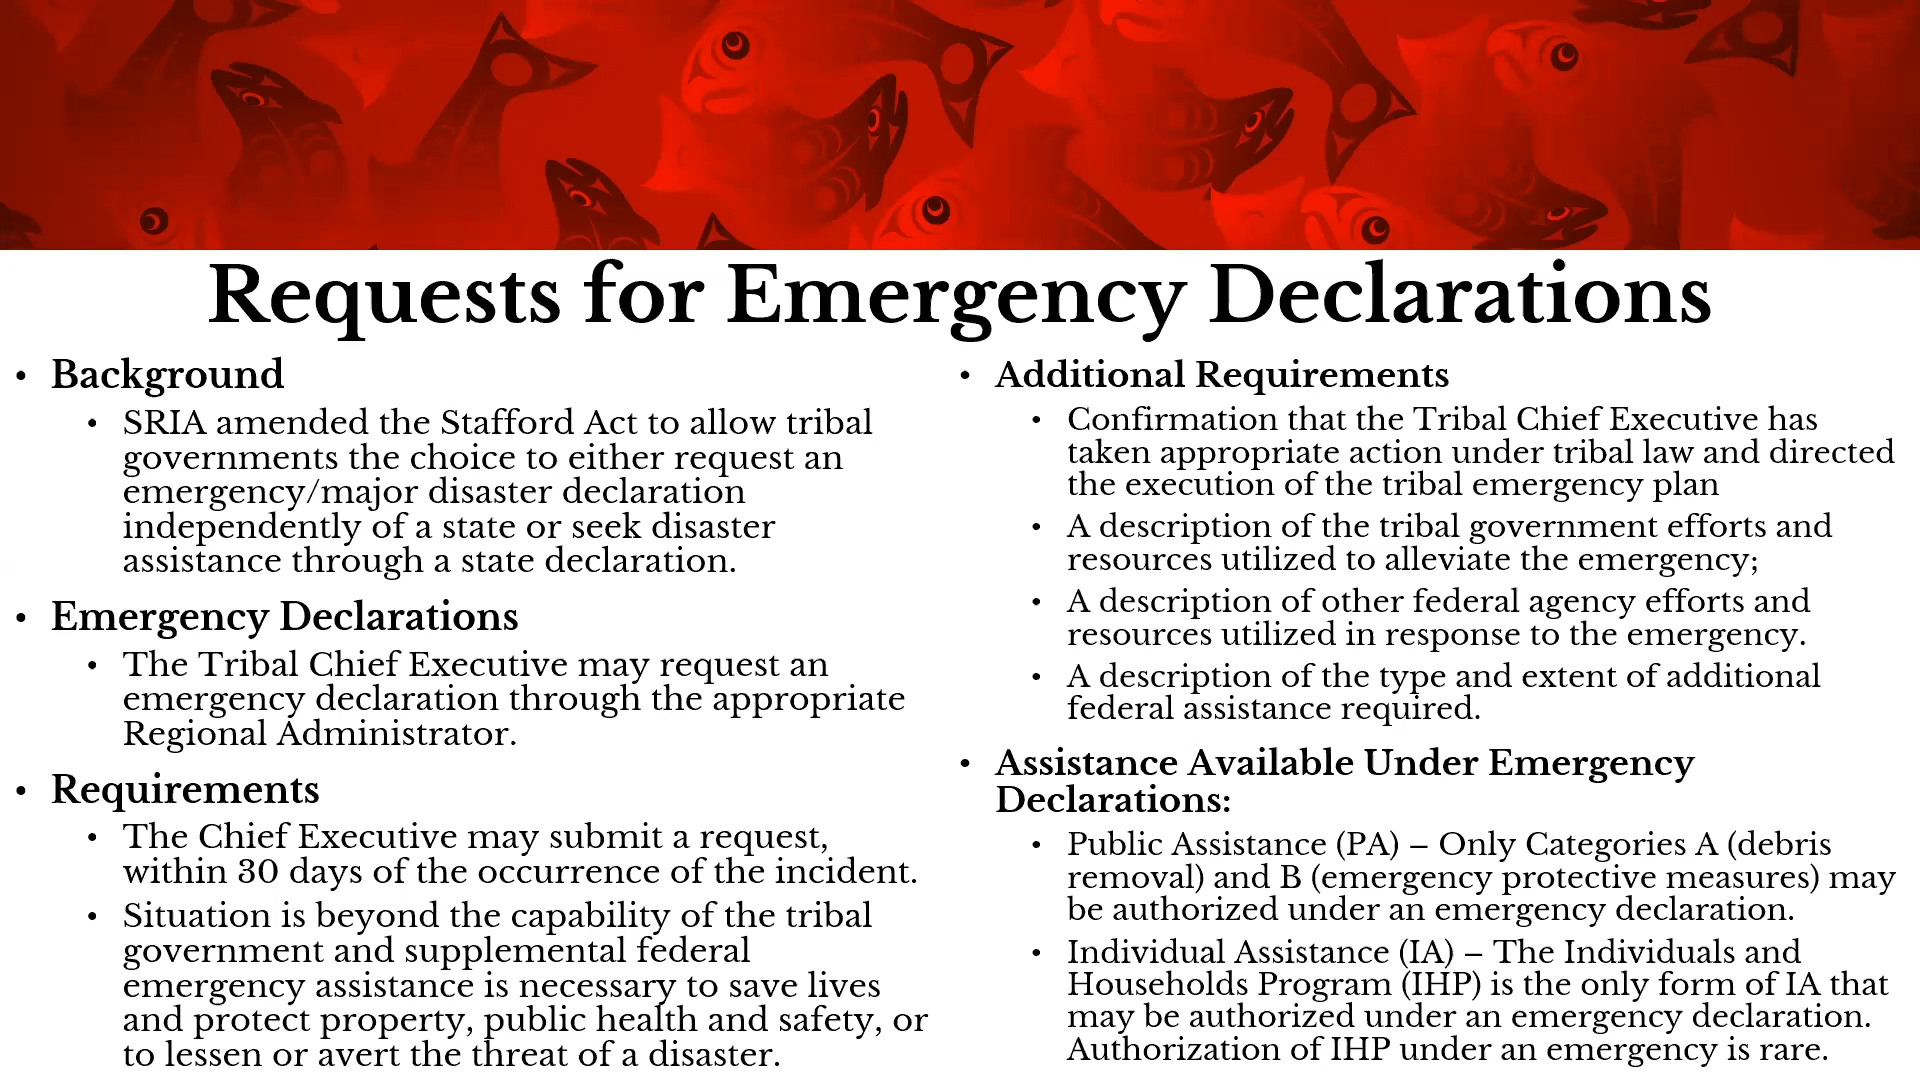 Requests for Emergency Declarations
• Background
• SRIA amended the Stafford Act to allow tribal
governments the choice to either request an
emergency/major disaster declaration
independently of a state or seek disaster
assistance through a state declaration.
• Emergency Declarations
• The Tribal Chief Executive may request an
emergency declaration through the appropriate
Regional Administrator.
• Requirements
• The Chief Executive may submit a request,
within 30 days of the occurrence of the incident.
• Situation is beyond the capability of the tribal
government and supplemental federal
emergency assistance is necessary to save lives
and protect property, public health and safety, or
to lessen or avert the threat of a disaster.
• Additional Requirements
• Confirmation that the Tribal Chief Executive has
taken appropriate action under tribal law and directed
the execution of the tribal emergency plan
• A description of the tribal government efforts and
resources utilized to alleviate the emergency;
• A description of other federal agency efforts and
resources utilized in response to the emergency.
• A description of the type and extent of additional
federal assistance required.
• Assistance Available Under Emergency
Declarations:
• Public Assistance (PA) – Only Categories A (debris
removal) and B (emergency protective measures) may
be authorized under an emergency declaration.
• Individual Assistance (IA) – The Individuals and
Households Program (IHP) is the only form of IA that
may be authorized under an emergency declaration.
Authorization of IHP under an emergency is rare.